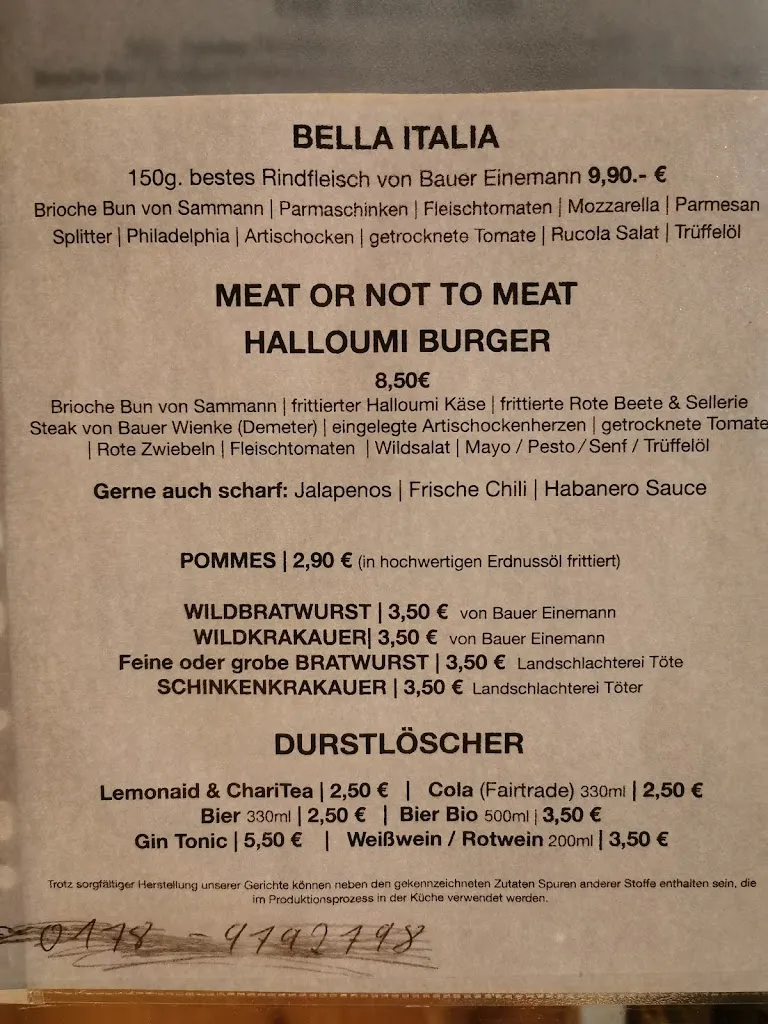 BELLA ITALIA
150g. bestes Rindfleisch von Bauer Einemann 9,90.- €
Brioche Bun von Sammann | Parmaschinken | Fleischtomaten | Mozzarella | Parmesan
Splitter | Philadelphia | Artischocken | getrocknete Tomate | Rucola Salat | Trüffelöl
MEAT OR NOT TO MEAT
HALLOUMI BURGER
8,50€
Brioche Bun von Sammann | frittierter Halloumi Käse | frittierte Rote Beete & Sellerie
Steak von Bauer Wienke (Demeter) | eingelegte Artischockenherzen | getrocknete Tomate
| Rote Zwiebeln | Fleischtomaten | Wildsalat | Mayo / Pesto / Senf / Trüffelöl
Gerne auch scharf: Jalapenos | Frische Chili | Habanero Sauce
POMMES | 2,90 € (in hochwertigen Erdnussöl frittiert)
WILDBRATWURST | 3,50 € von Bauer Einemann
WILDKRAKAUER| 3,50 € von Bauer Einemann
Feine oder grobe BRATWURST | 3,50 € Landschlachterei Töte
SCHINKENKRAKAUER | 3,50 € Landschlachterei Töter
DURSTLÖSCHER
Lemonaid & ChariTea | 2,50 € | Cola (Fairtrade) 330ml | 2,50 €
Bier 330ml | 2,50 € | Bier Bio 500ml | 3,50 €
Gin Tonic | 5,50 € | Weißwein / Rotwein 200ml | 3,50 €
Trotz sorgfältiger Herstellung unserer Gerichte können neben den gekennzeichneten Zutaten Spuren anderer Stoffe enthalten sein, die
im Produktionsprozess in der Küche verwendet werden.